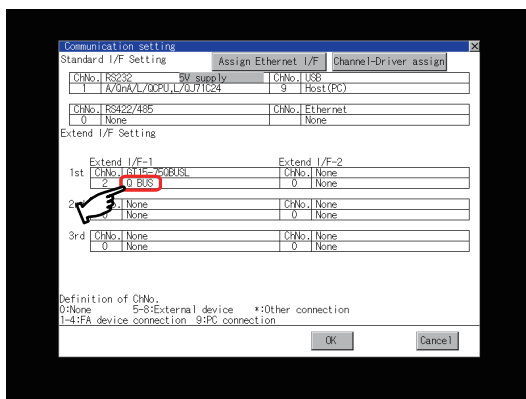 Communication setting
Standard I/F Setting Assign Ethernet I/F Channel-Driver assign
ChNo. RS232 5V supply ChNo. USB
1 A/QnA/L/QCPU,L/QJ71C24 9 Host(PC)
ChNo. RS422/485 ChNo. Ethernet
0 None None
Extend I/F Setting
Extend I/F-1 Extend I/F-2
1st ChNo. GT15-75QBUSL ChNo. None
2 Q BUS 0 None
None ChNo. None
0 None 0 None
3rd ChNo. None ChNo. None
0 None 0 None
Definition of ChNo.
0:None 5-8:External device *:Other connection
1-4:FA device connection 9:PC connection
OK Cancel